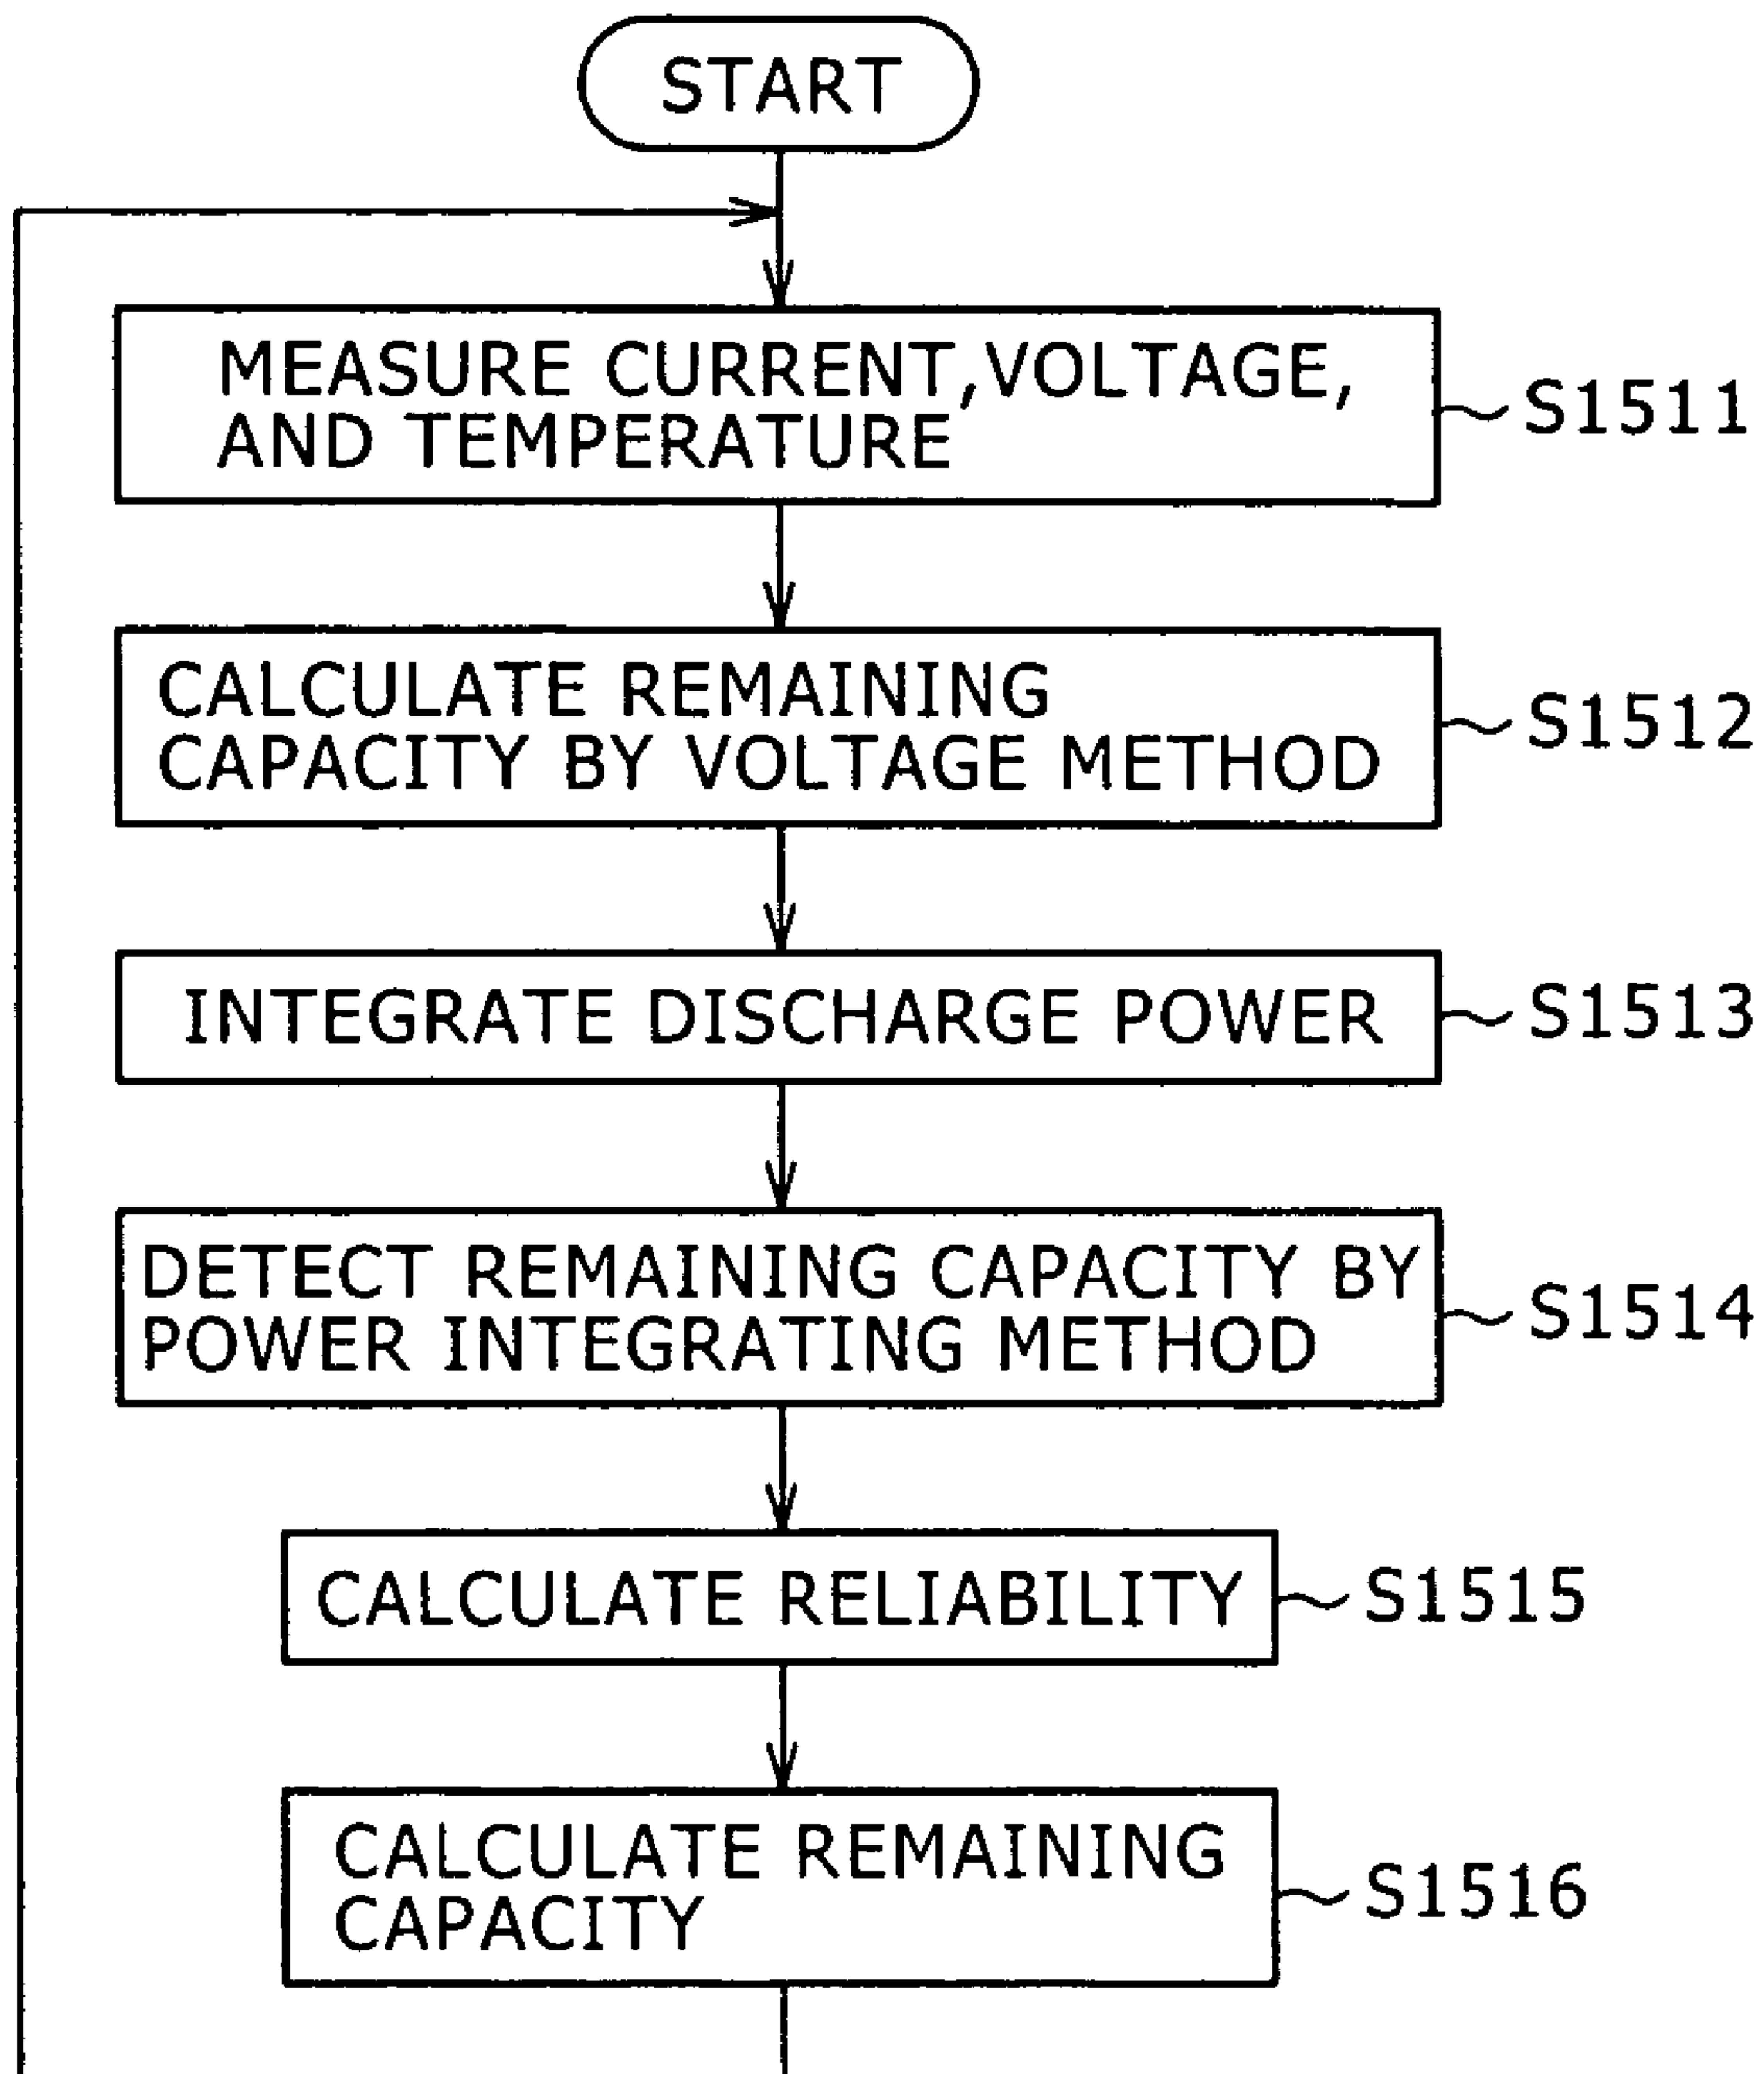 START
MEASURE CURRENT,VOLTAGE,
AND TEMPERATURE
S1511
CALCULATE REMAINING
CAPACITY BY VOLTAGE METHOD
S1512
INTEGRATE DISCHARGE POWER
S1513
DETECT REMAINING CAPACITY BY
POWER INTEGRATING METHOD
S1514
CALCULATE RELIABILITY
S1515
CALCULATE REMAINING
CAPACITY
S1516